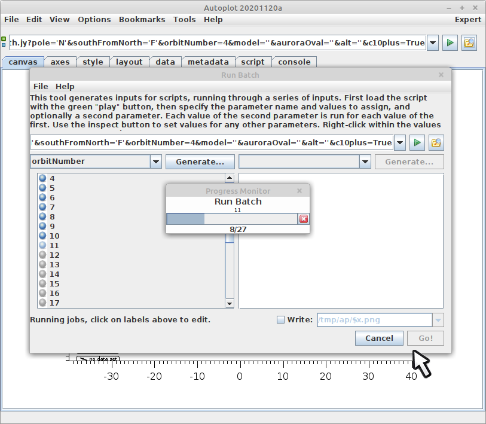 Autoplot 20201120a
File Edit View Options Bookmarks Tools Help Expert
:h.jy?pole='N'&southFromNorth='F'&orbitNumber=4&model=''&auroraOval=''&alt=''&c10plus=True
canvas axes style layout data metadata script console
Run Batch
File Help
This tool generates inputs for scripts, running through a series of inputs. First load the script
with the green "play" button, then specify the parameter name and values to assign, and
optionally a second parameter. Each value of the second parameter is run for each value of the
first. Use the inspect button to set values for any other parameters. Right-click within the values
'&southFromNorth='F'&orbitNumber=4&model=''&auroraOval=''&alt=''&c10plus=True
orbitNumber Generate... Generate...
4
5
6
7
8
9
10
11
12
13
14
15
16
17
Progress Monitor
Run Batch
11
8/27
Running jobs, click on labels above to edit. Write: /tmp/ap/$x.png
Cancel Go!
no data set
-30 -20 -10 0 10 20 30 40